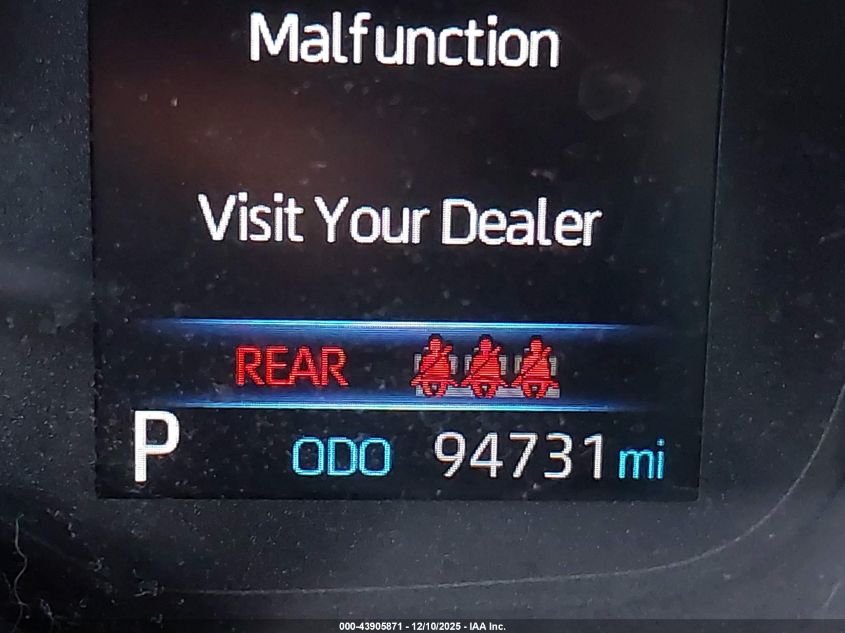 Malfunction
Visit Your Dealer
REAR
P ODO 94731 mi
000-43905871 - 12/10/2025 - IAA Inc.